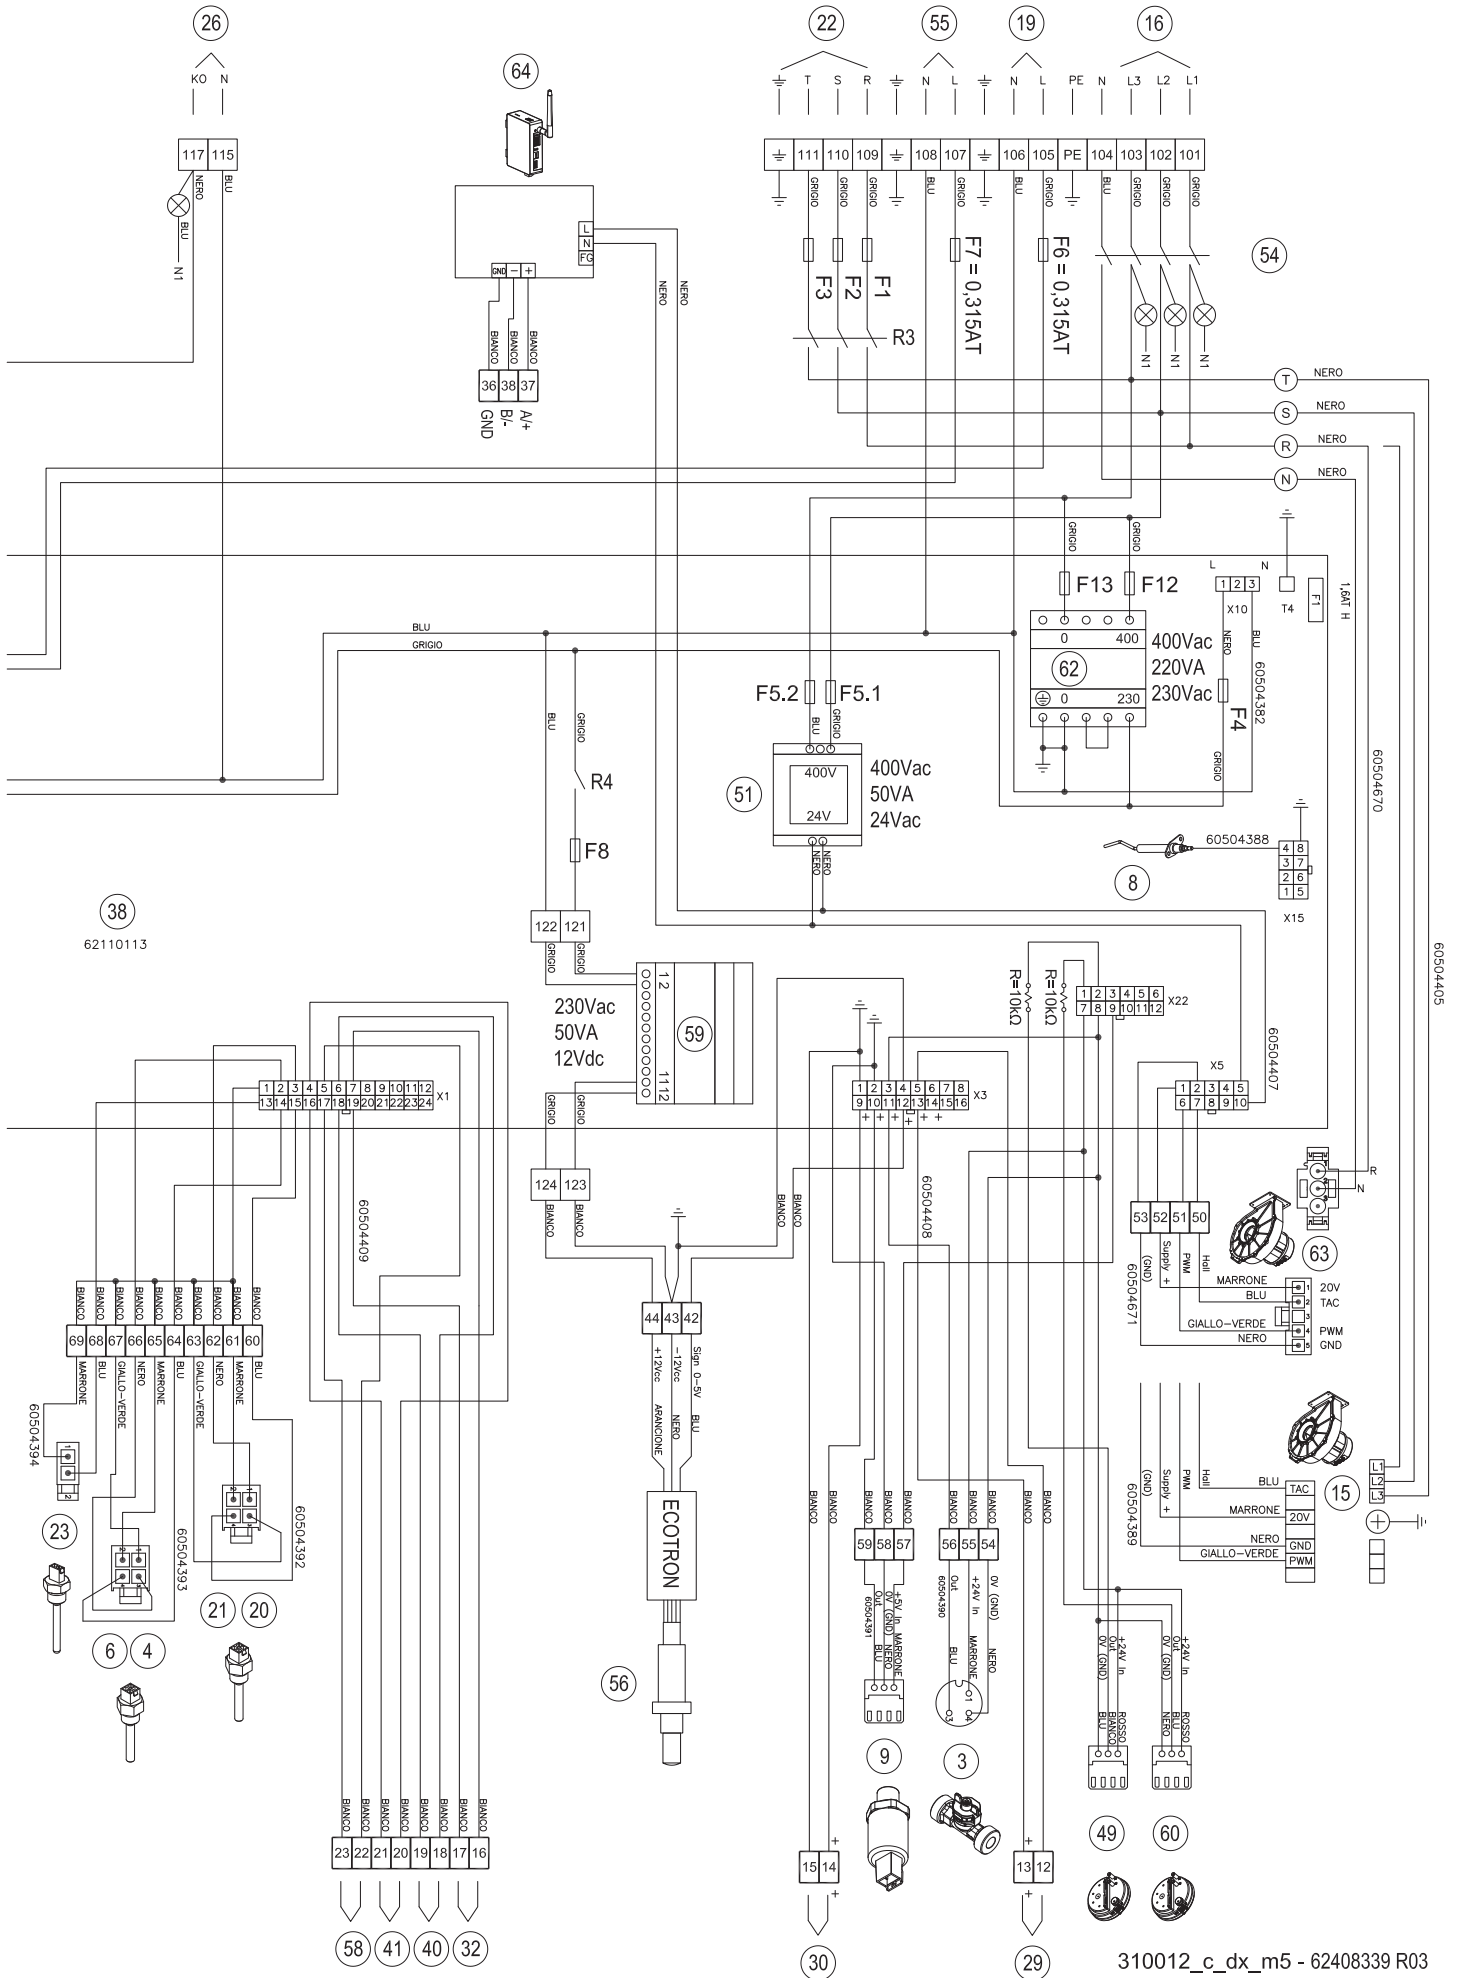 26
22
55
19
16
KO N
T S R
N L
N L
PE N L3 L2 L1
64
117 115
111 110 109
108 107
106 105 PE 104 103 102 101
NERO
BLU
BLU
N1
GRIGIO
GRIGIO
GRIGIO
BLU
GRIGIO
BLU
GRIGIO
BLU
GRIGIO
GRIGIO
GRIGIO
L
N
FG
GND − +
NERO
NERO
BIANCO
BIANCO
BIANCO
36 38 37
GND
B/-
A/+
F3
F2
F1
R3
F7 = 0,315AT
F6 = 0,315AT
54
N1
N1
N1
T NERO
S NERO
R NERO
N NERO
GRIGIO
GRIGIO
F13
F12
L N
1 2 3
X10
T4
F1
1,6AT H
0 400
62
0 230
400Vac
220VA
230Vac
NERO
BLU
F4
60504382
GRIGIO
BLU
GRIGIO
BLU
GRIGIO
R4
F8
F5.2
F5.1
BLU
GRIGIO
51
400V
24V
400Vac
50VA
24Vac
NERO
NERO
60504670
60504388
8
4 8
3 7
2 6
1 5
X15
38
62110113
122 121
GRIGIO
GRIGIO
60504405
230Vac
50VA
12Vdc
1 2
11 12
59
GRIGIO
GRIGIO
R=10kΩ
R=10kΩ
1 2 3 4 5 6
7 8 9 10 11 12
X22
60504407
1 2 3 4 5 6 7 8 9 10 11 12
13 14 15 16 17 18 19 20 21 22 23 24
X1
1 2 3 4 5 6 7 8
9 10 11 12 13 14 15 16
X3
+ + + + + +
X5
1 2 3 4 5
6 7 8 9 10
124 123
BIANCO
BIANCO
BIANCO
BIANCO
60504409
60504408
53 52 51 50
(GND)
Supply +
PWM
Hall
60504671
R
N
63
MARRONE
BLU
GIALLO-VERDE
NERO
1 20V
2 TAC
3
4 PWM
5 GND
BIANCO
BIANCO
BIANCO
BIANCO
BIANCO
BIANCO
BIANCO
BIANCO
BIANCO
BIANCO
69 68 67 66 65 64 63 62 61 60
MARRONE
BLU
GIALLO-VERDE
NERO
MARRONE
BLU
GIALLO-VERDE
NERO
MARRONE
BLU
60504394
60504393
60504392
23
6
4
21
20
44 43 42
+12Vcc
−12Vcc
Sign 0−5V
ARANCIONE
NERO
BLU
ECOTRON
56
BIANCO
BIANCO
BIANCO
BIANCO
BIANCO
BIANCO
BIANCO
BIANCO
BIANCO
BIANCO
59 58 57
56 55 54
60504391
Out
0V (GND)
+5V In
BLU
NERO
MARRONE
60504390
Out
+24V In
0V (GND)
BLU
MARRONE
NERO
1
3
4
9
3
(GND)
Supply +
PWM
Hall
60504389
BLU
MARRONE
NERO
GIALLO-VERDE
TAC
20V
GND
PWM
15
L1
L2
L3
0V (GND)
Out
+24V In
BLU
BIANCO
ROSSO
0V (GND)
Out
+24V In
NERO
BLU
ROSSO
49
60
BIANCO
BIANCO
BIANCO
BIANCO
BIANCO
BIANCO
BIANCO
BIANCO
23 22 21 20 19 18 17 16
58
41
40
32
15 14
+
+
30
+
13 12
+
29
310012_c_dx_m5 - 62408339 R03